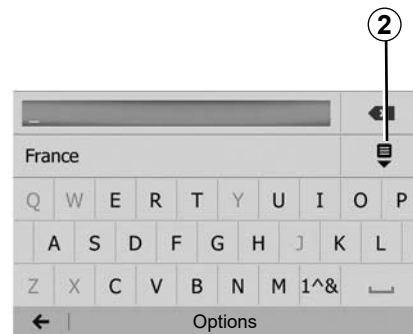 2
_
France
Q W E R T Y U I O P
A S D F G H J K L
Z X C V B N M 1^&
Options